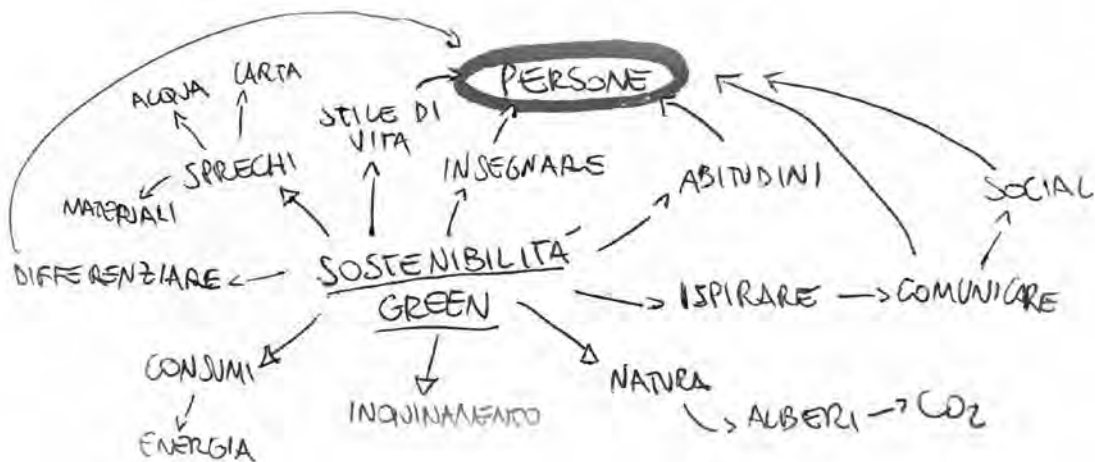 PERSONE
CARTA
ACQUA
STILE DI
VITA
SPRECHI
INSEGNARE
ABITUDINI
SOCIAL
MATERIALI
SOSTENIBILITÀ
DIFFERENZIARE
GREEN
ISPIRARE
COMUNICARE
CONSUMI
NATURA
INQUINAMENTO
ALBERI
CO2
ENERGIA